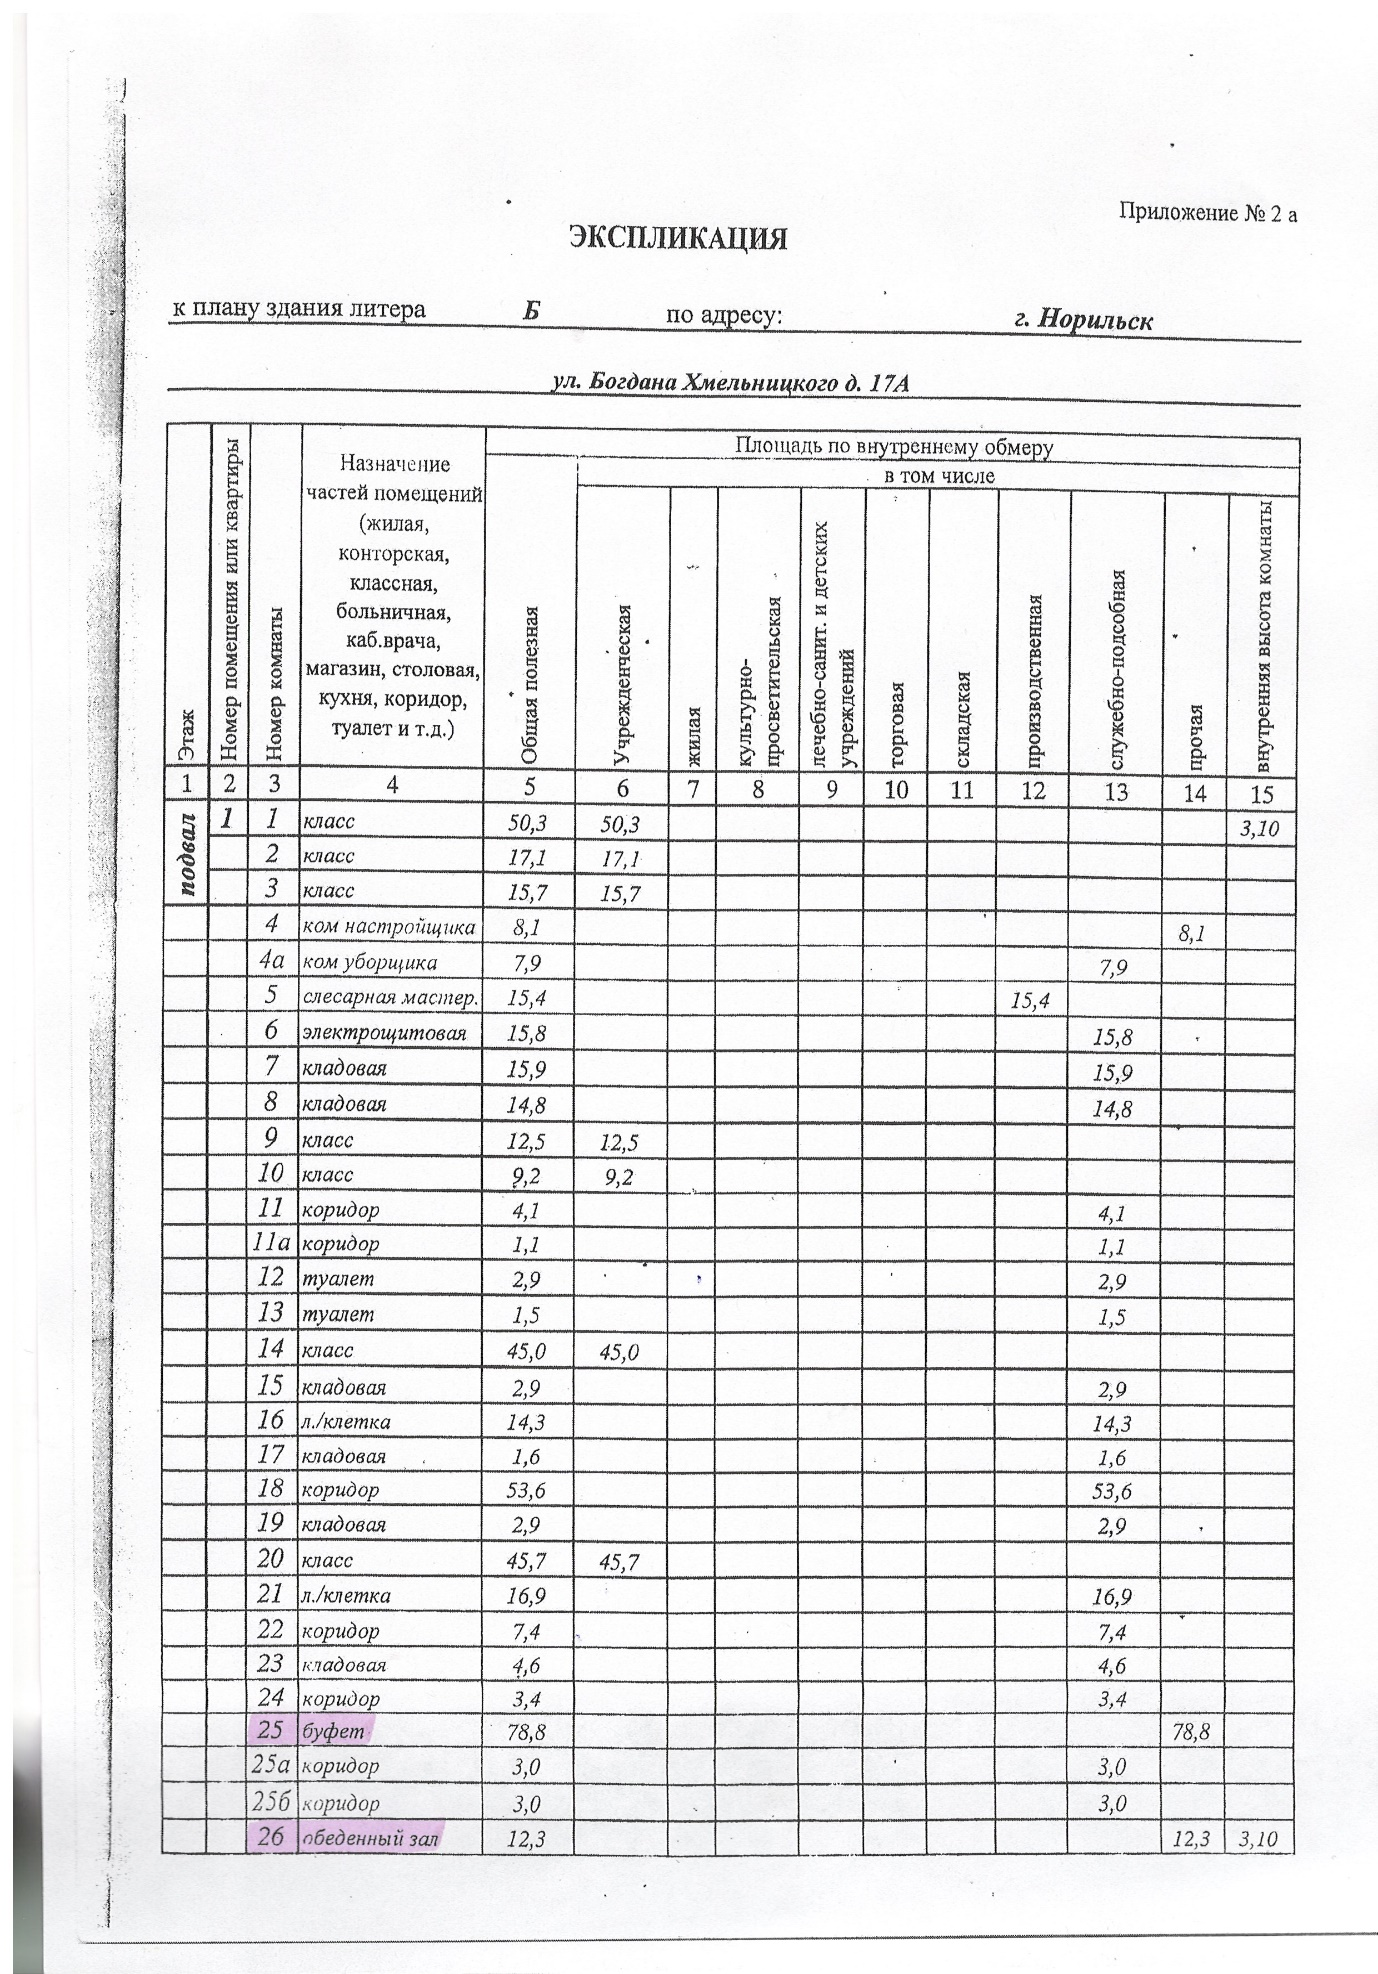 Приложение № 2 а
ЭКСПЛИКАЦИЯ
к плану здания литера Б по адресу: г. Норильск
ул. Богдана Хмельницкого д. 17А
Этаж
Номер помещения или квартиры
Номер комнаты
Назначение
частей помещений
(жилая,
конторская,
классная,
больничная,
каб.врача,
магазин, столовая,
кухня, коридор,
туалет и т.д.)
Площадь по внутреннему обмеру
в том числе
Общая полезная
Учрежденческая
жилая
культурно-
просветительская
лечебно-санит. и детских
учреждений
торговая
складская
производственная
служебно-подсобная
прочая
внутренняя высота комнаты
1 2 3 4 5 6 7 8 9 10 11 12 13 14 15
подвал
1 1 класс 50,3 50,3 3,10
2 класс 17,1 17,1
3 класс 15,7 15,7
4 ком настройщика 8,1 8,1
4а ком уборщика 7,9 7,9
5 слесарная мастер. 15,4 15,4
6 электрощитовая 15,8 15,8
7 кладовая 15,9 15,9
8 кладовая 14,8 14,8
9 класс 12,5 12,5
10 класс 9,2 9,2
11 коридор 4,1 4,1
11а коридор 1,1 1,1
12 туалет 2,9 2,9
13 туалет 1,5 1,5
14 класс 45,0 45,0
15 кладовая 2,9 2,9
16 л./клетка 14,3 14,3
17 кладовая 1,6 1,6
18 коридор 53,6 53,6
19 кладовая 2,9 2,9
20 класс 45,7 45,7
21 л./клетка 16,9 16,9
22 коридор 7,4 7,4
23 кладовая 4,6 4,6
24 коридор 3,4 3,4
25 буфет 78,8 78,8
25а коридор 3,0 3,0
25б коридор 3,0 3,0
26 обеденный зал 12,3 12,3 3,10